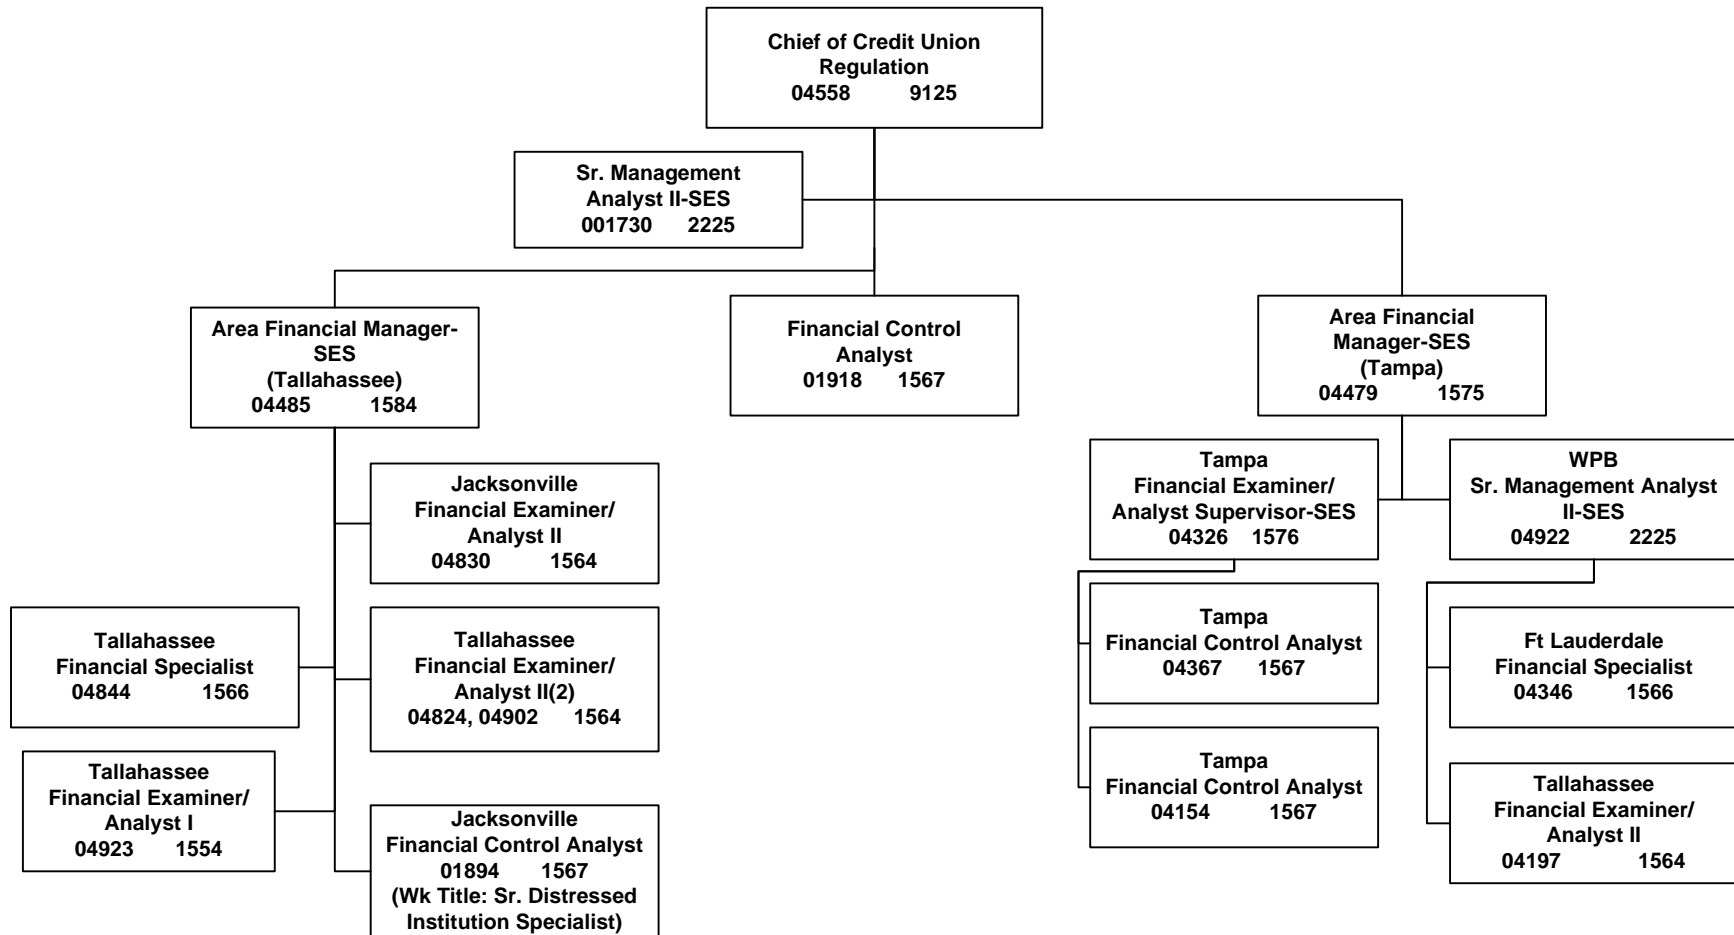 Chief of Credit Union
Regulation
04558 9125
Sr. Management
Analyst II-SES
001730 2225
Area Financial Manager-
SES
(Tallahassee)
04485 1584
Financial Control
Analyst
01918 1567
Area Financial
Manager-SES
(Tampa)
04479 1575
Jacksonville
Financial Examiner/
Analyst II
04830 1564
Tallahassee
Financial Specialist
04844 1566
Tallahassee
Financial Examiner/
Analyst II(2)
04824, 04902 1564
Tallahassee
Financial Examiner/
Analyst I
04923 1554
Jacksonville
Financial Control Analyst
01894 1567
(Wk Title: Sr. Distressed
Institution Specialist)
Tampa
Financial Examiner/
Analyst Supervisor-SES
04326 1576
Tampa
Financial Control Analyst
04367 1567
Tampa
Financial Control Analyst
04154 1567
WPB
Sr. Management Analyst
II-SES
04922 2225
Ft Lauderdale
Financial Specialist
04346 1566
Tallahassee
Financial Examiner/
Analyst II
04197 1564